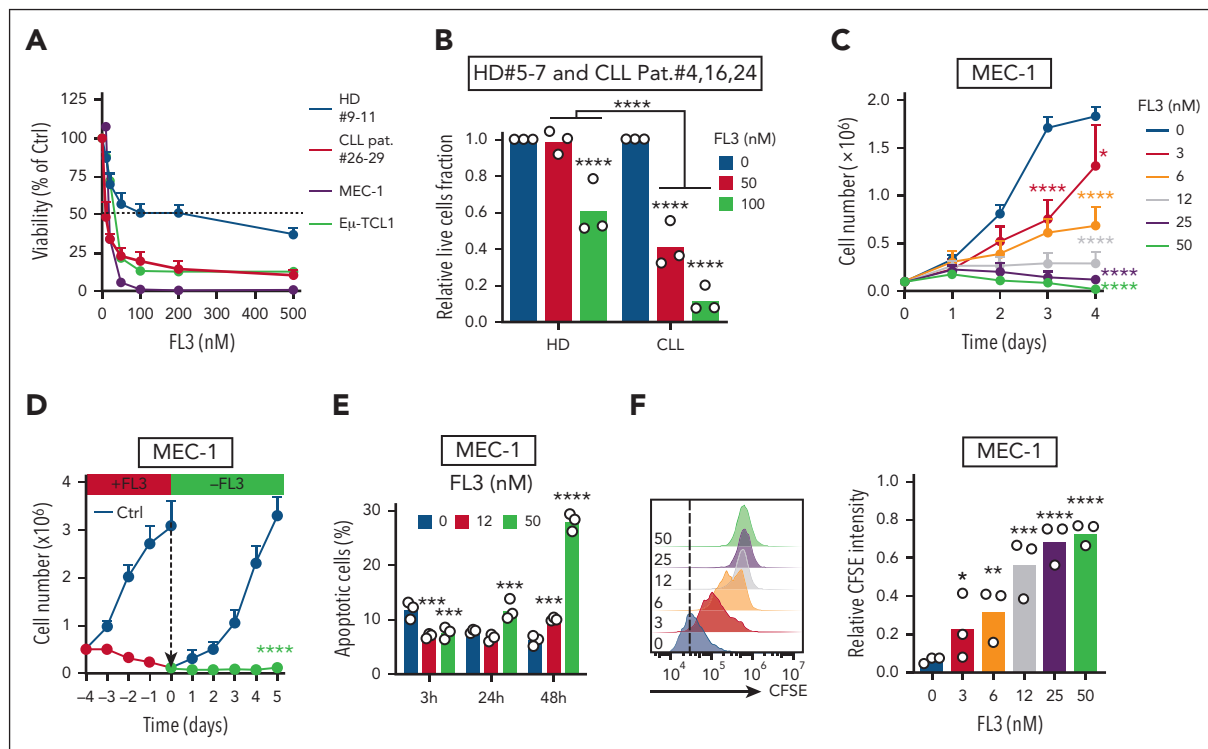 A
Viability (% of Ctrl)
125
100
75
50
25
0
0 100 200 300 400 500
FL3 (nM)
HD
#9-11
CLL pat.
#26-29
MEC-1
Eμ-TCL1
B
HD#5-7 and CLL Pat.#4,16,24
****
Relative live cells fraction
1.0
0.8
0.6
0.4
0.2
0.0
****
****
****
HD CLL
FL3 (nM)
0
50
100
C
MEC-1
Cell number (×10⁶)
2.0
1.5
1.0
0.5
0.0
0 1 2 3 4
Time (days)
****
*
****
****
****
****
FL3 (nM)
0
3
6
12
25
50
D
MEC-1
+FL3 −FL3
Ctrl
Cell number (x10⁶)
4
3
2
1
0
****
−4 −3 −2 −1 0 1 2 3 4 5
Time (days)
E
MEC-1
FL3 (nM)
0 12 50
Apoptotic cells (%)
30
20
10
0
***
***
***
***
****
3h 24h 48h
F
50
25
12
6
3
0
10⁴ 10⁵ 10⁶ 10⁷
CFSE
MEC-1
Relative CFSE intensity
1.0
0.8
0.6
0.4
0.2
0.0
* ** *** **** ****
0 3 6 12 25 50
FL3 (nM)